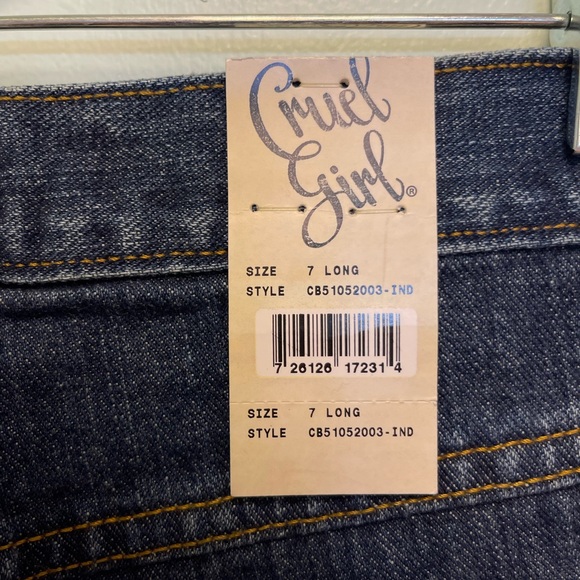 Cruel
Girl®
SIZE 7 LONG
STYLE CB51052003-IND
7 26126 17231 4
SIZE 7 LONG
STYLE CB51052003-IND